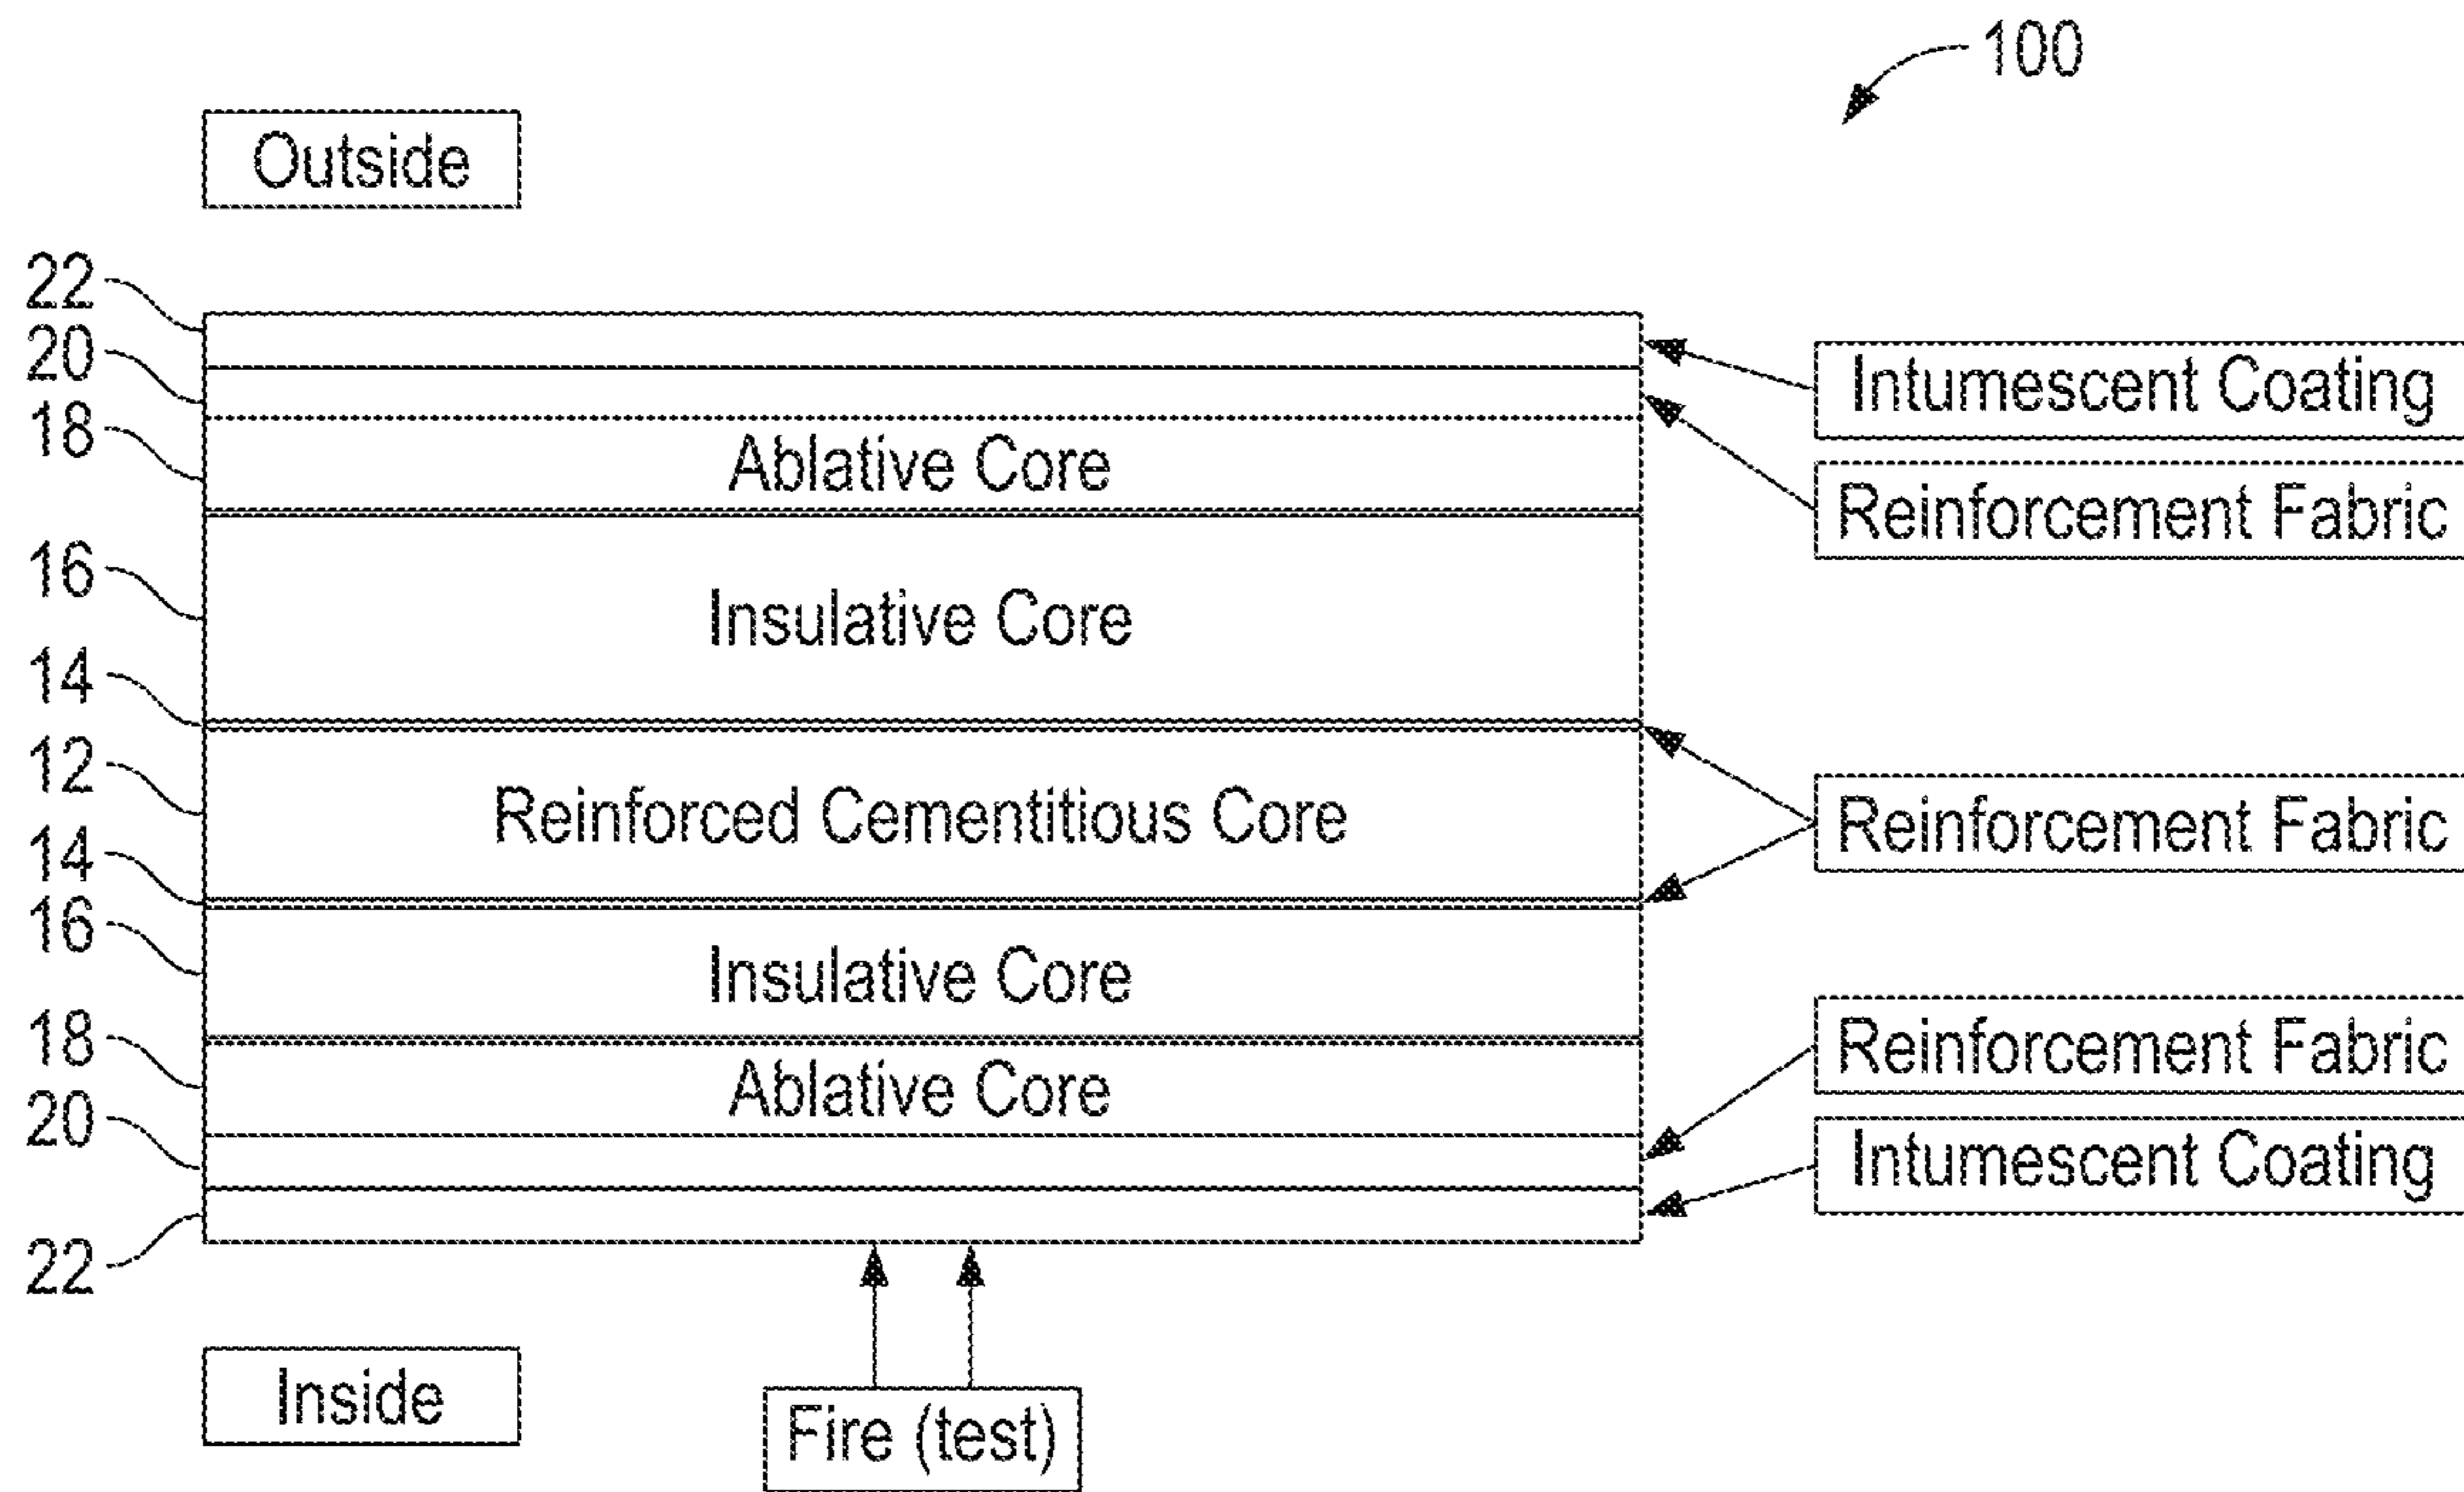 100
Outside
22
20
Intumescent Coating
18
Ablative Core
Reinforcement Fabric
16
Insulative Core
14
12
Reinforced Cementitious Core
Reinforcement Fabric
14
16
Insulative Core
18
Ablative Core
Reinforcement Fabric
20
Intumescent Coating
22
Inside
Fire (test)